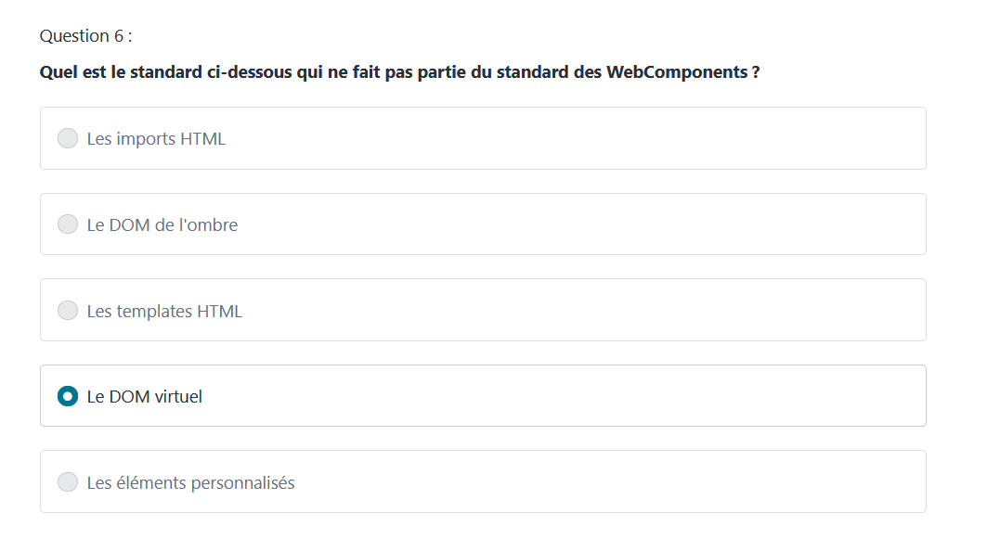 Question 6 :
Quel est le standard ci-dessous qui ne fait pas partie du standard des WebComponents ?
Les imports HTML
Le DOM de l'ombre
Les templates HTML
Le DOM virtuel
Les éléments personnalisés